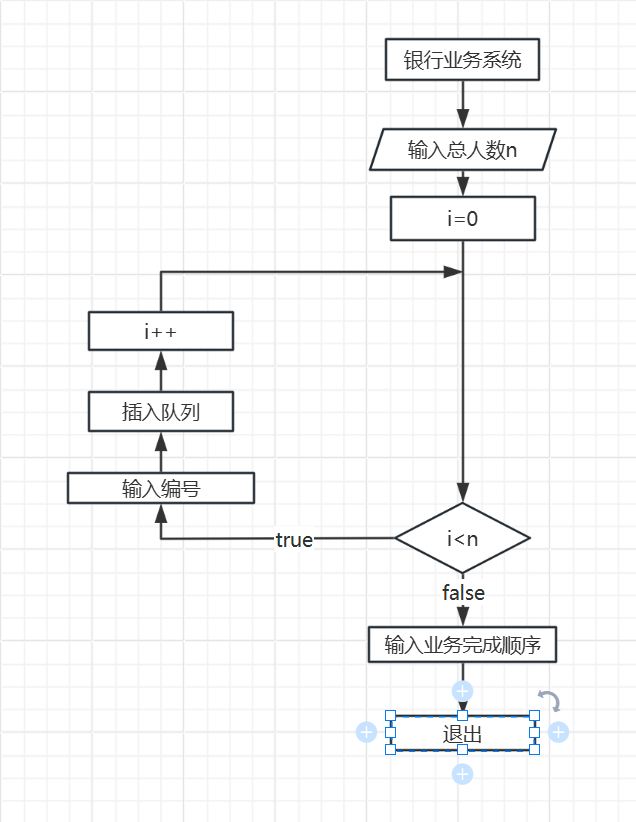 银行业务系统
输入总人数n
i=0
i++
插入队列
输入编号
true
i<n
false
输入业务完成顺序
退出